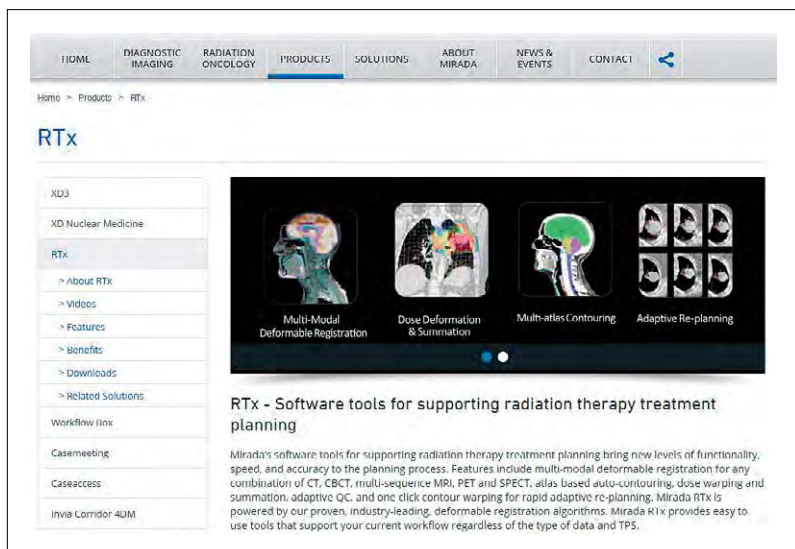 HOME DIAGNOSTIC IMAGING RADIATION ONCOLOGY PRODUCTS SOLUTIONS ABOUT MIRADA NEWS & EVENTS CONTACT
Home > Products > RTx
RTx
XD3
XD Nuclear Medicine
RTx
> About RTx
> Videos
> Features
> Benefits
> Downloads
> Related Solutions
Workflow Box
Casemeeting
Caseaccess
Invia Corridor 4DM
Multi-Modal
Deformable Registration
Dose Deformation
& Summation
Multi-atlas Contouring
Adaptive Re-planning
RTx - Software tools for supporting radiation therapy treatment
planning
Mirada's software tools for supporting radiation therapy treatment planning bring new levels of functionality,
speed, and accuracy to the planning process. Features include multi-modal deformable registration for any
combination of CT, CBCT, multi-sequence MRI, PET and SPECT, atlas based auto-contouring, dose warping and
summation, adaptive QC, and one click contour warping for rapid adaptive re-planning. Mirada RTx is
powered by our proven, industry-leading, deformable registration algorithms. Mirada RTx provides easy to
use tools that support your current workflow regardless of the type of data and TPS.